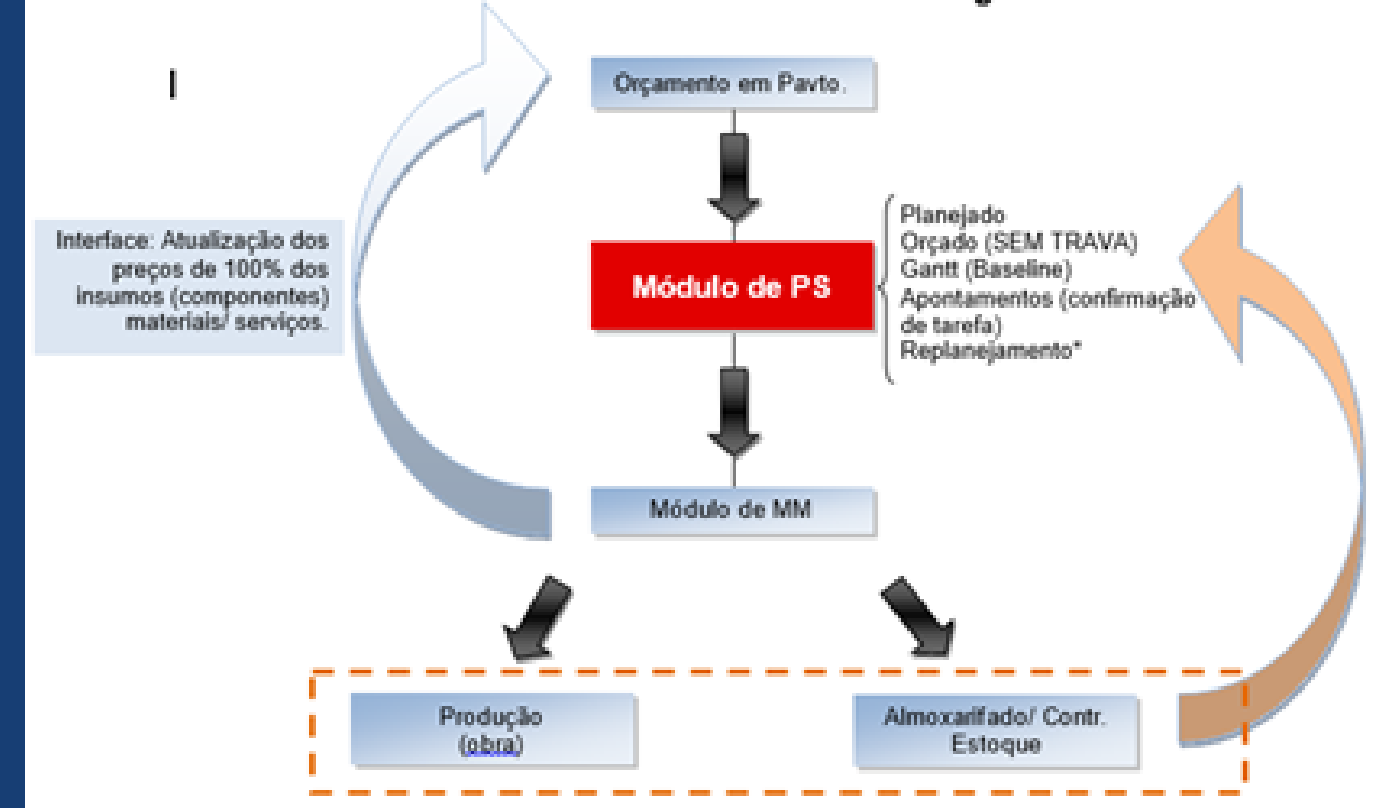 Orçamento em Pavto.
Interface: Atualização dos
preços de 100% dos
insumos (componentes)
materiais/ serviços.
Módulo de PS
Planejado
Orçado (SEM TRAVA)
Gantt (Baseline)
Apontamentos (confirmação
de tarefa)
Replanejamento*
Módulo de MM
Produção
(obra)
Almoxarifado/ Contr.
Estoque